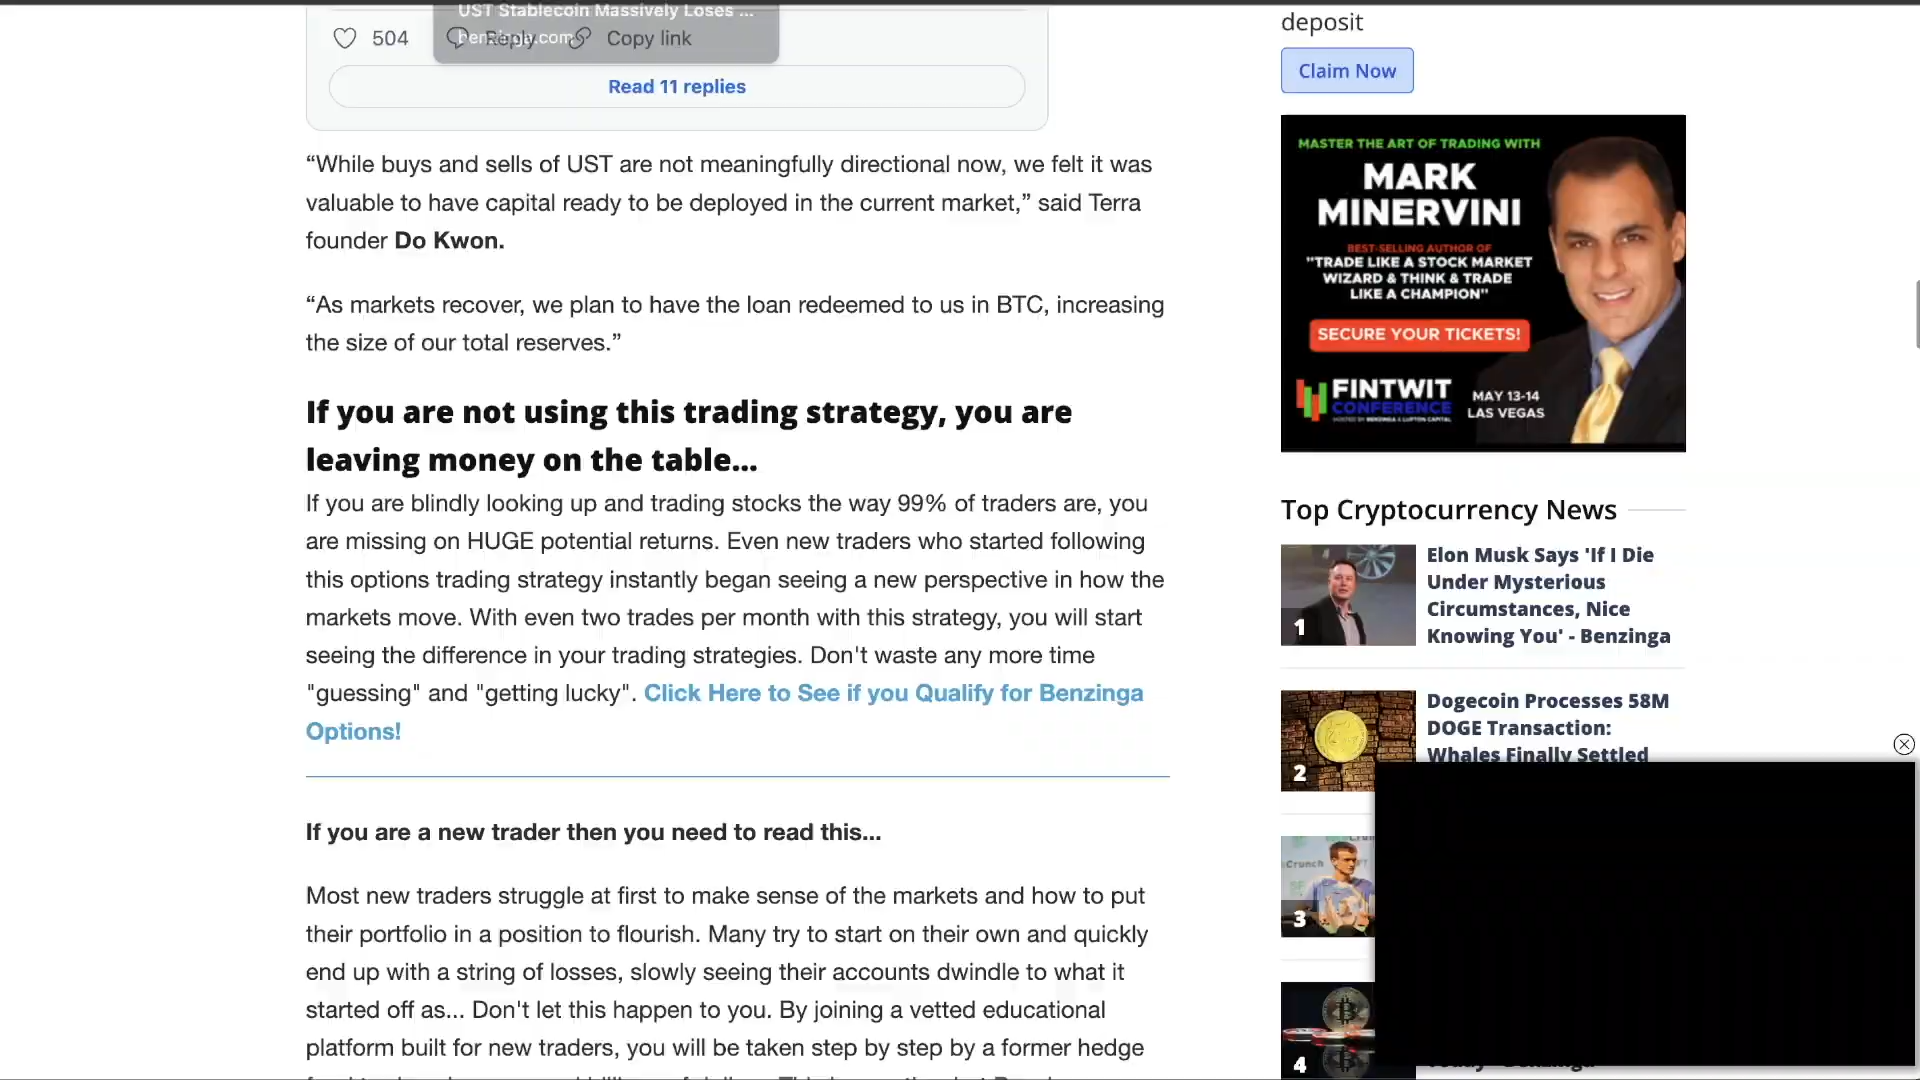 UST Stablecoin Massively Loses ...
benzinga.com
504 Reply Copy link
Read 11 replies
“While buys and sells of UST are not meaningfully directional now, we felt it was
valuable to have capital ready to be deployed in the current market,” said Terra
founder Do Kwon.
“As markets recover, we plan to have the loan redeemed to us in BTC, increasing
the size of our total reserves.”
If you are not using this trading strategy, you are
leaving money on the table...
If you are blindly looking up and trading stocks the way 99% of traders are, you
are missing on HUGE potential returns. Even new traders who started following
this options trading strategy instantly began seeing a new perspective in how the
markets move. With even two trades per month with this strategy, you will start
seeing the difference in your trading strategies. Don't waste any more time
"guessing" and "getting lucky". Click Here to See if you Qualify for Benzinga
Options!
If you are a new trader then you need to read this...
Most new traders struggle at first to make sense of the markets and how to put
their portfolio in a position to flourish. Many try to start on their own and quickly
end up with a string of losses, slowly seeing their accounts dwindle to what it
started off as... Don't let this happen to you. By joining a vetted educational
platform built for new traders, you will be taken step by step by a former hedge
deposit
Claim Now
MASTER THE ART OF TRADING WITH
MARK
MINERVINI
BEST-SELLING AUTHOR OF
"TRADE LIKE A STOCK MARKET
WIZARD & THINK & TRADE
LIKE A CHAMPION"
SECURE YOUR TICKETS!
FINTWIT
CONFERENCE
HOSTED BY BENZINGA & LUPTON CAPITAL
MAY 13-14
LAS VEGAS
Top Cryptocurrency News
1
Elon Musk Says 'If I Die
Under Mysterious
Circumstances, Nice
Knowing You' - Benzinga
2
Dogecoin Processes 58M
DOGE Transaction:
Whales Finally Settled
3
4